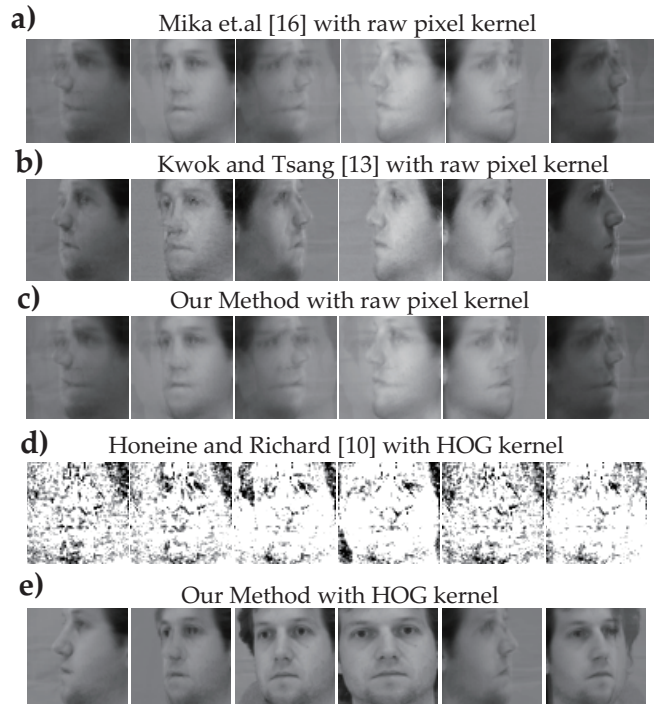 a) Mika et.al [16] with raw pixel kernel
b) Kwok and Tsang [13] with raw pixel kernel
c) Our Method with raw pixel kernel
d) Honeine and Richard [10] with HOG kernel
e) Our Method with HOG kernel